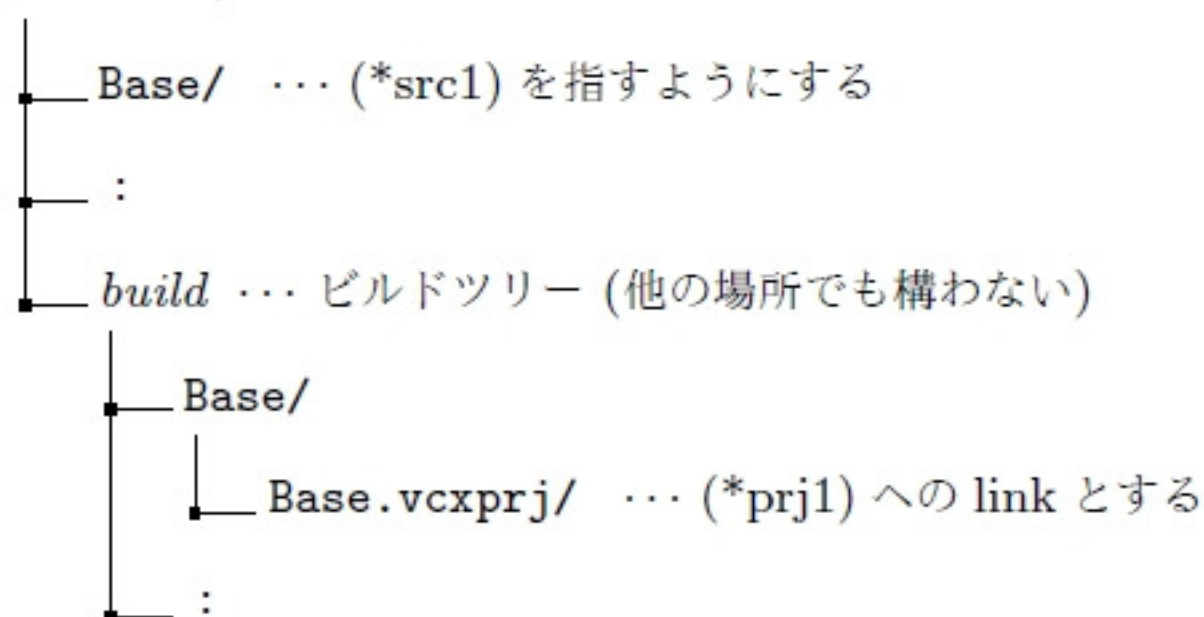 Base/ ··· (*src1) を指すようにする
:
build ··· ビルドツリー (他の場所でも構わない)
Base/
Base.vcxprj/ ··· (*prj1) への link とする
: